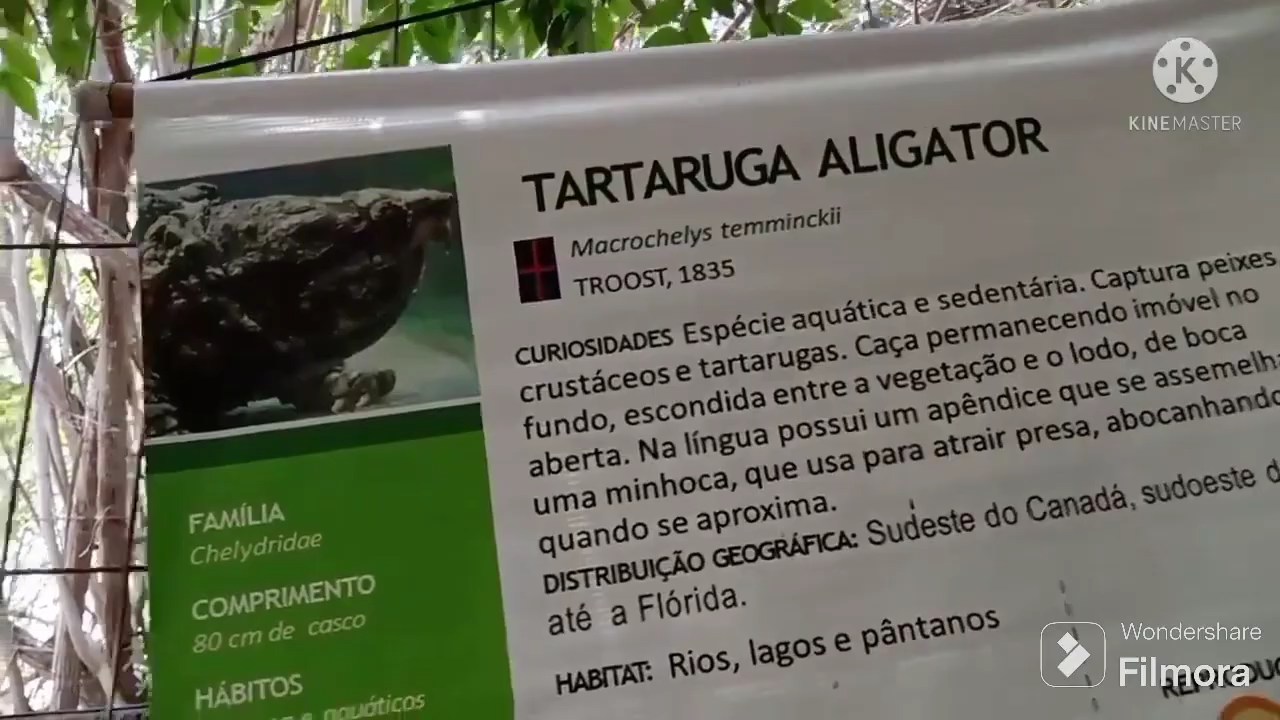 TARTARUGA ALIGATOR
Macrochelys temminckii
TROOST, 1835
CURIOSIDADES Espécie aquática e sedentária. Captura peixes
crustáceos e tartarugas. Caça permanecendo imóvel no
fundo, escondida entre a vegetação e o lodo, de boca
aberta. Na língua possui um apêndice que se assemelh
uma minhoca, que usa para atrair presa, abocanhando
quando se aproxima.
DISTRIBUIÇÃO GEOGRÁFICA: Sudeste do Canadá, sudoeste d
até a Flórida.
HABITAT: Rios, lagos e pântanos
FAMÍLIA
Chelydridae
COMPRIMENTO
80 cm de casco
HÁBITOS
e aquáticos
KINEMASTER
Wondershare
Filmora